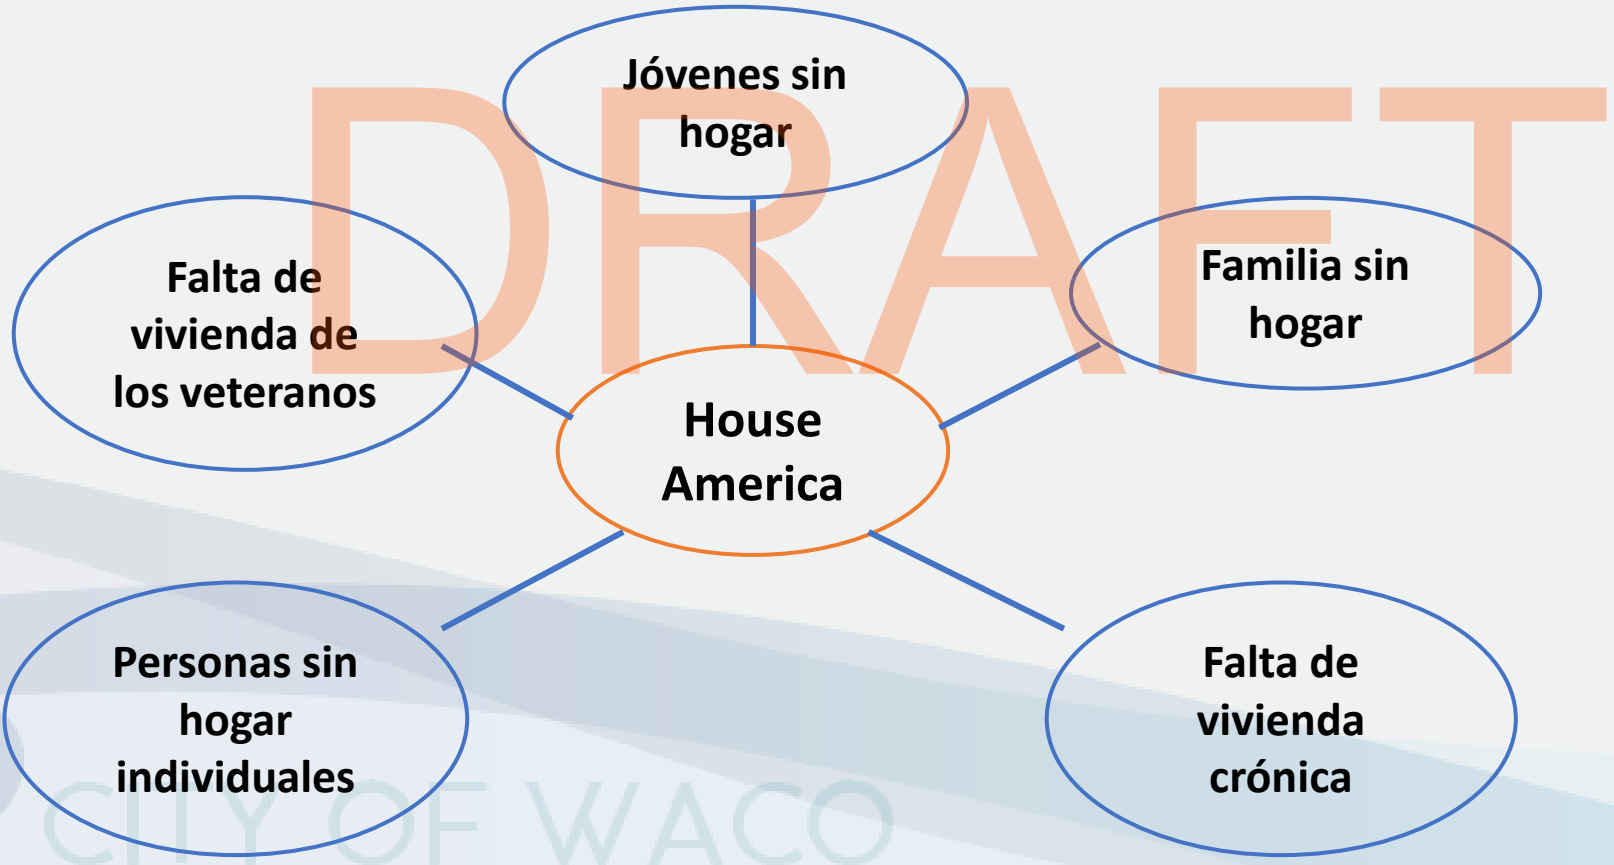 Jóvenes sin
hogar
DRAFT
Falta de
vivienda de
los veteranos
Familia sin
hogar
House
America
Personas sin
hogar
individuales
Falta de
vivienda
crónica
CITY OF WACO